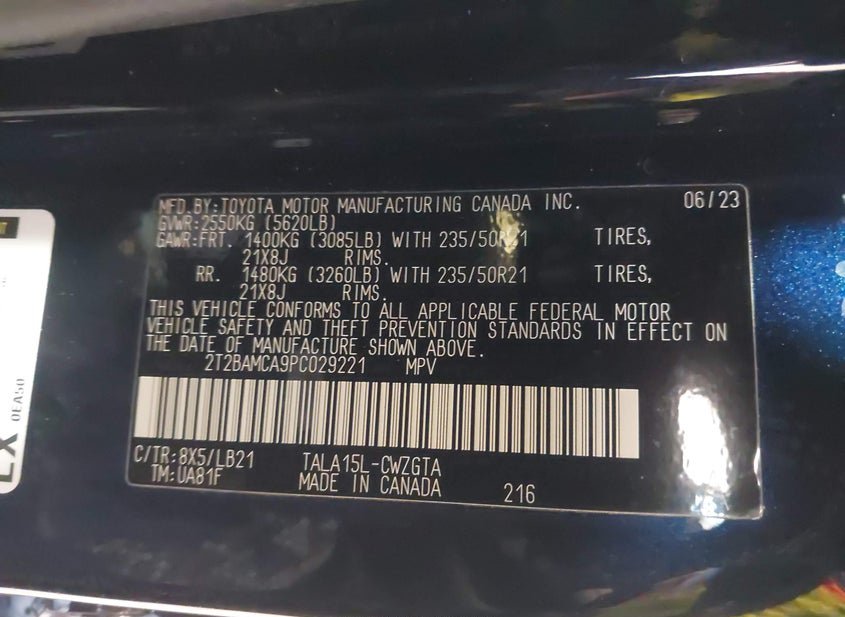 MFD. BY: TOYOTA MOTOR MANUFACTURING CANADA INC. 06/23
GVWR: 2550KG (5620LB)
GAWR: FRT. 1400KG (3085LB) WITH 235/50R21 TIRES,
21X8J RIMS.
RR. 1480KG (3260LB) WITH 235/50R21 TIRES,
21X8J RIMS.
THIS VEHICLE CONFORMS TO ALL APPLICABLE FEDERAL MOTOR
VEHICLE SAFETY AND THEFT PREVENTION STANDARDS IN EFFECT ON
THE DATE OF MANUFACTURE SHOWN ABOVE.
2T2BAMCA9PC029221 MPV
C/TR: 8X5/LB21 TALA15L-CWZGTA
TM: UA81F MADE IN CANADA 216
0EA50